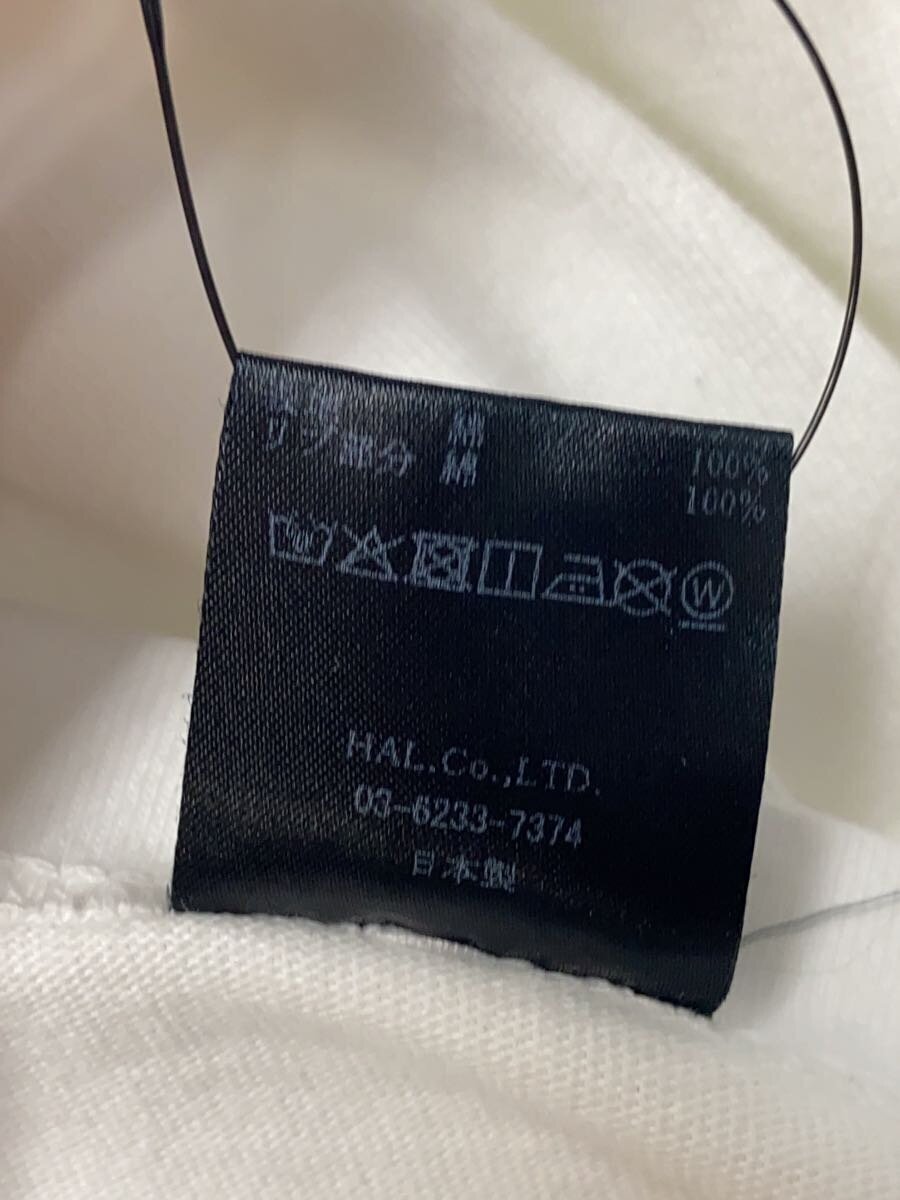 綿 100%
リブ部分 綿 100%
W
HAL.Co.,LTD.
03-6233-7374
日本製